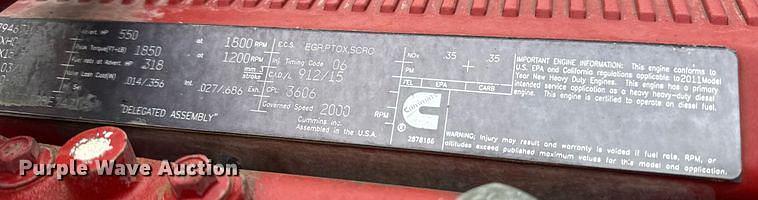 Advert. HP 550 at 1800 RPM
Peak Torque(FT-LB) 1850 at 1200 RPM
Fuel rate at Advert. HP 318 mm3 stroke
Valve Lash Cold(IN) .014/.356 Int. .027/.686 Exh.
"DELEGATED ASSEMBLY"
E.C.S. EGR,PTOX,SCRC
Inj. Timing Code 06
C/D/L 912/15
CPL 3606
Governed Speed 2000 RPM
Cummins Inc.
Assembled in the U.S.A.
NOx .35 .35
PM + +
FEL EPA CARB
Cummins
2878166
IMPORTANT ENGINE INFORMATION: This engine conforms to
U.S. EPA and California regulations applicable to 2011 Model
Year New Heavy Duty Engines. This engine has a primary
intended service application as a heavy heavy-duty diesel
engine. This engine is certified to operate on diesel fuel.
WARNING: Injury may result and warranty is voided if fuel rate, RPM, or
altitudes exceed published maximum values for this model and application.
Purple Wave Auction